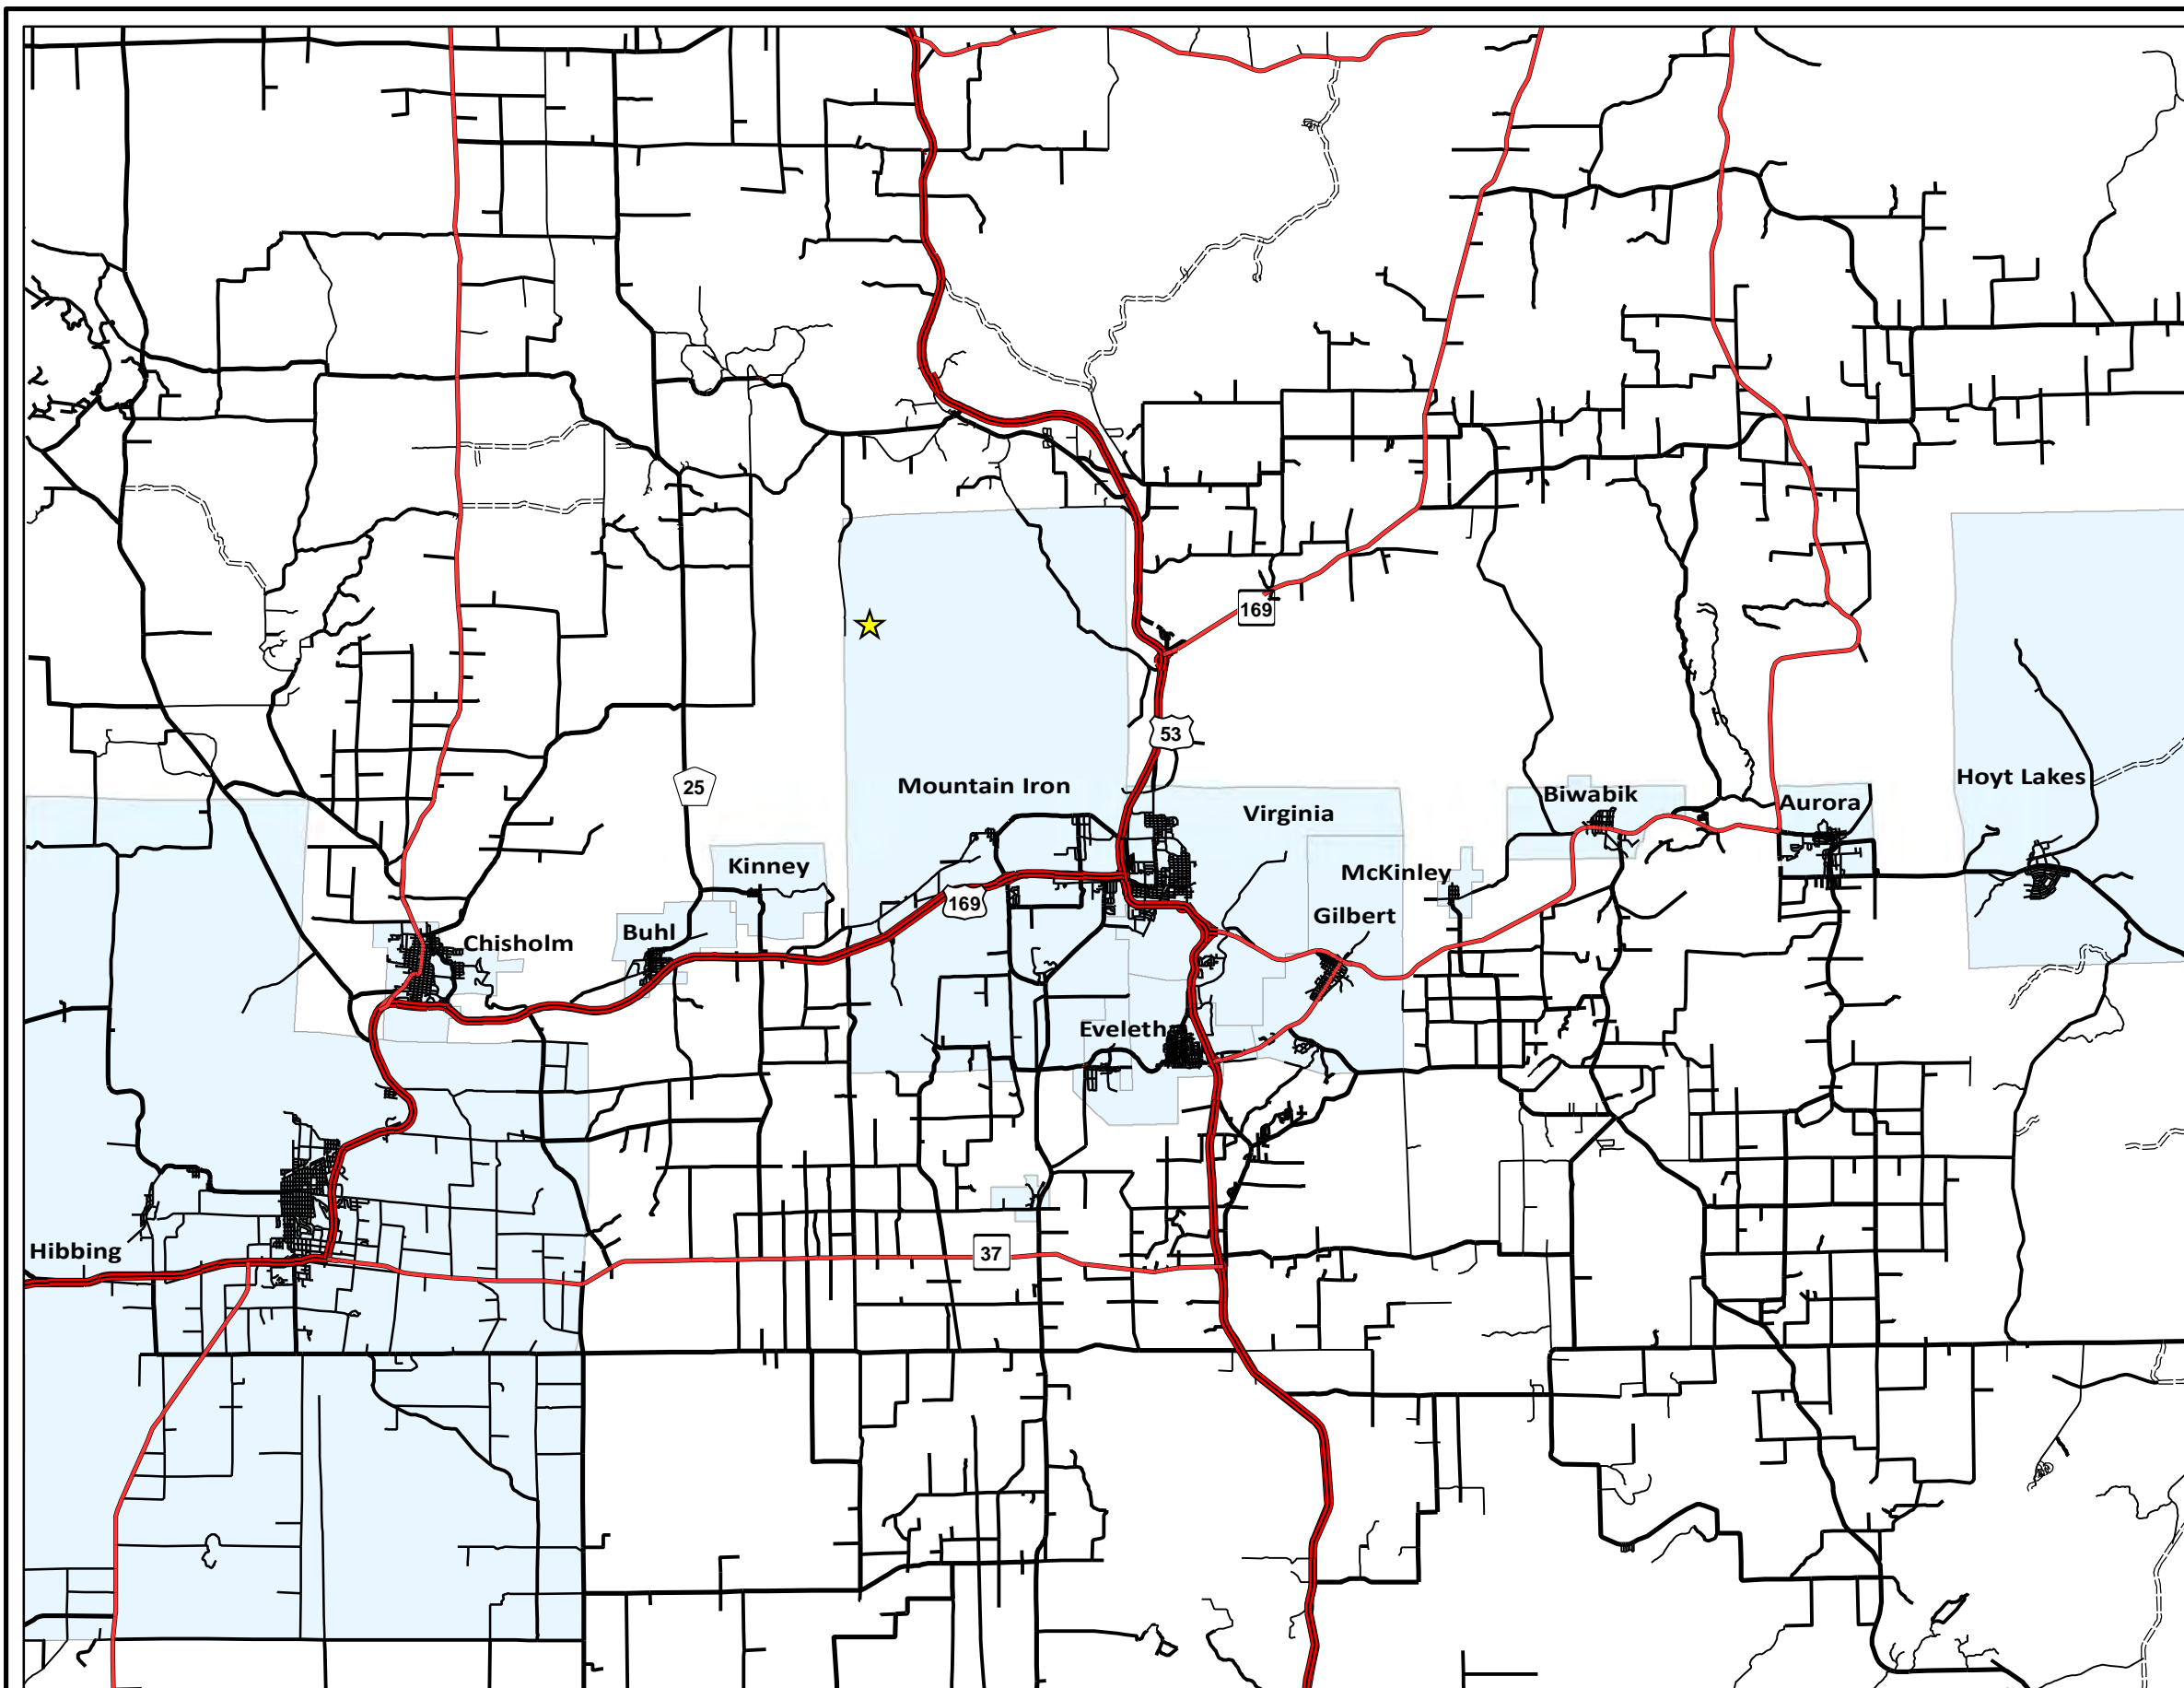 169
53
25
Mountain Iron
Virginia
Biwabik
Aurora
Hoyt Lakes
Kinney
McKinley
169
Gilbert
Buhl
Chisholm
Eveleth
Hibbing
37